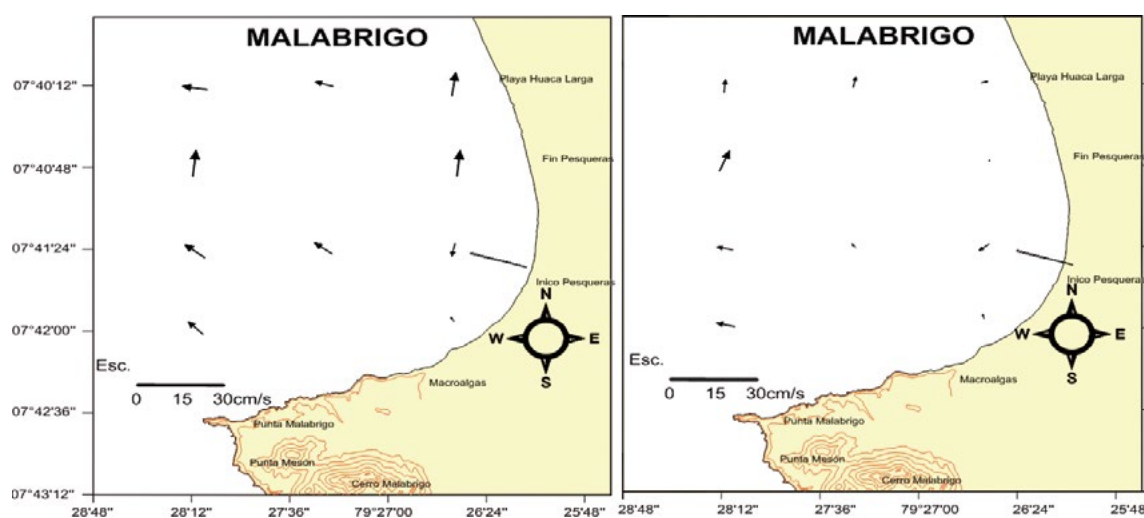 MALABRIGO
07°40'12"
Playa Huaca Larga
07°40'48"
Fin Pesqueras
07°41'24"
Inico Pesqueras
N
W E
S
07°42'00"
Esc.
0 15 30cm/s
Macroalgas
07°42'36"
Punta Malabrigo
Punta Mesón
Cerro Malabrigo
07°43'12"
28'48" 28'12" 27'36" 79°27'00" 26'24" 25'48"
MALABRIGO
Playa Huaca Larga
Fin Pesqueras
Inico Pesqueras
N
W E
S
Esc.
0 15 30cm/s
Macroalgas
Punta Malabrigo
Punta Mesón
Cerro Malabrigo
28'48" 28'12" 27'36" 79°27'00" 26'24" 25'48"